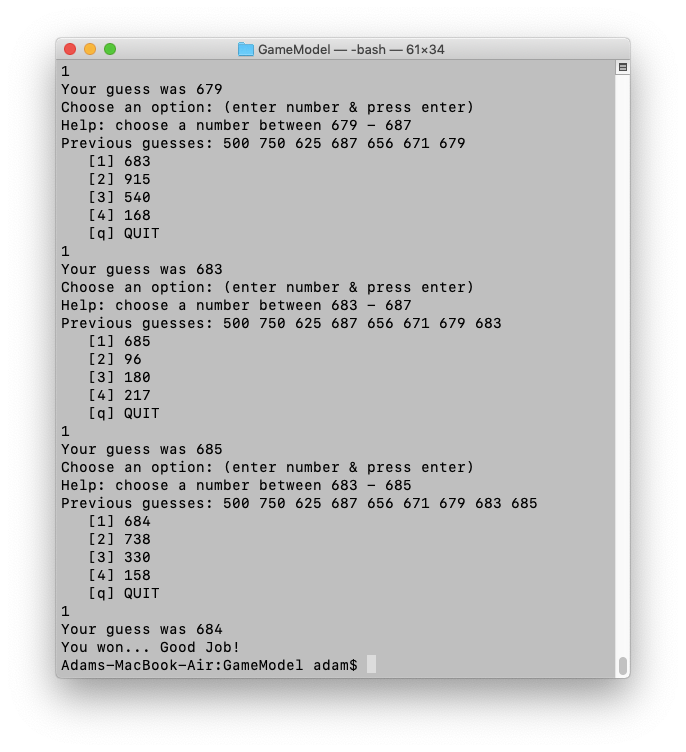 GameModel — -bash — 61×34
1
Your guess was 679
Choose an option: (enter number & press enter)
Help: choose a number between 679 – 687
Previous guesses: 500 750 625 687 656 671 679
   [1] 683
   [2] 915
   [3] 540
   [4] 168
   [q] QUIT
1
Your guess was 683
Choose an option: (enter number & press enter)
Help: choose a number between 683 – 687
Previous guesses: 500 750 625 687 656 671 679 683
   [1] 685
   [2] 96
   [3] 180
   [4] 217
   [q] QUIT
1
Your guess was 685
Choose an option: (enter number & press enter)
Help: choose a number between 683 – 685
Previous guesses: 500 750 625 687 656 671 679 683 685
   [1] 684
   [2] 738
   [3] 330
   [4] 158
   [q] QUIT
1
Your guess was 684
You won... Good Job!
Adams-MacBook-Air:GameModel adam$